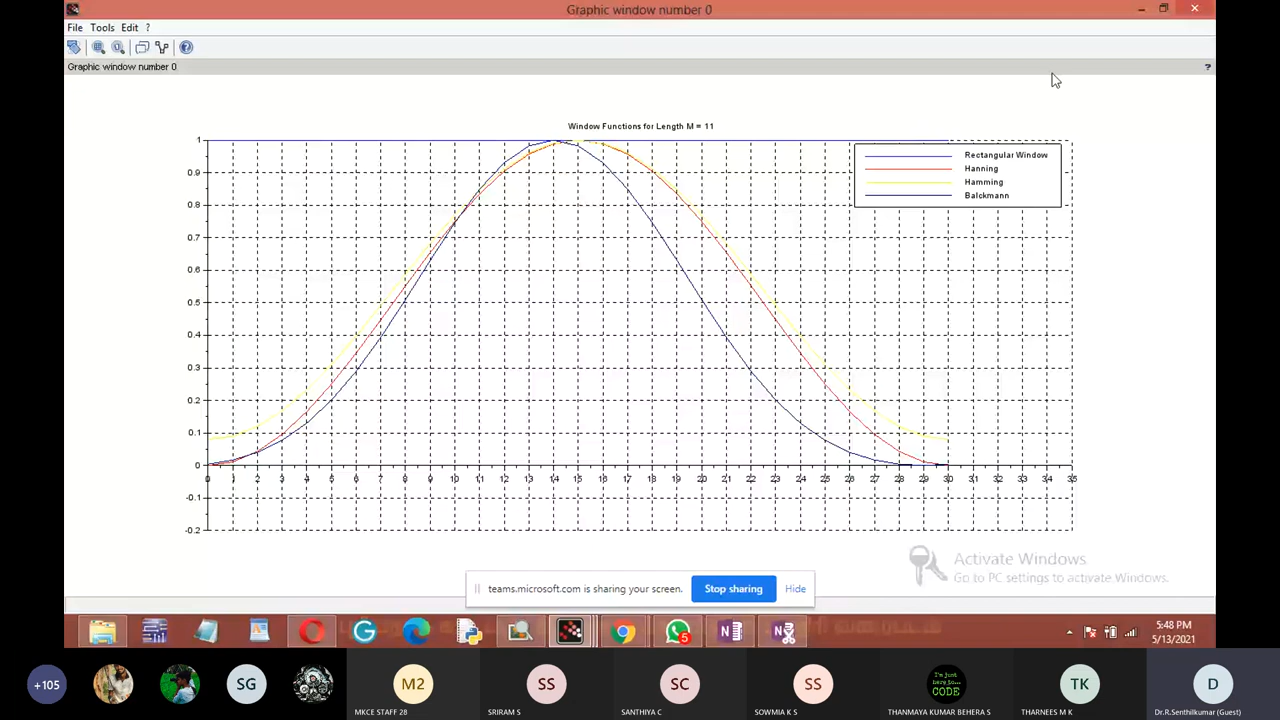 Graphic window number 0
File Tools Edit ?
Graphic window number 0
?
Window Functions for Length M = 11
Rectangular Window
Hanning
Hamming
Balckmann
1
0.9
0.8
0.7
0.6
0.5
0.4
0.3
0.2
0.1
0
-0.1
-0.2
0 1 2 3 4 5 6 7 8 9 10 11 12 13 14 15 16 17 18 19 20 21 22 23 24 25 26 27 28 29 30 31 32 33 34 35
Activate Windows
Go to PC settings to activate Windows.
teams.microsoft.com is sharing your screen.
Stop sharing
Hide
5
5:48 PM
5/13/2021
+105
SG
M2
MKCE STAFF 28
SS
SRIRAM S
SC
SANTHIYA C
SS
SOWMIA K S
I'm just
here to...
CODE
THANMAYA KUMAR BEHERA S
TK
THARNEES M K
D
Dr.R.Senthilkumar (Guest)